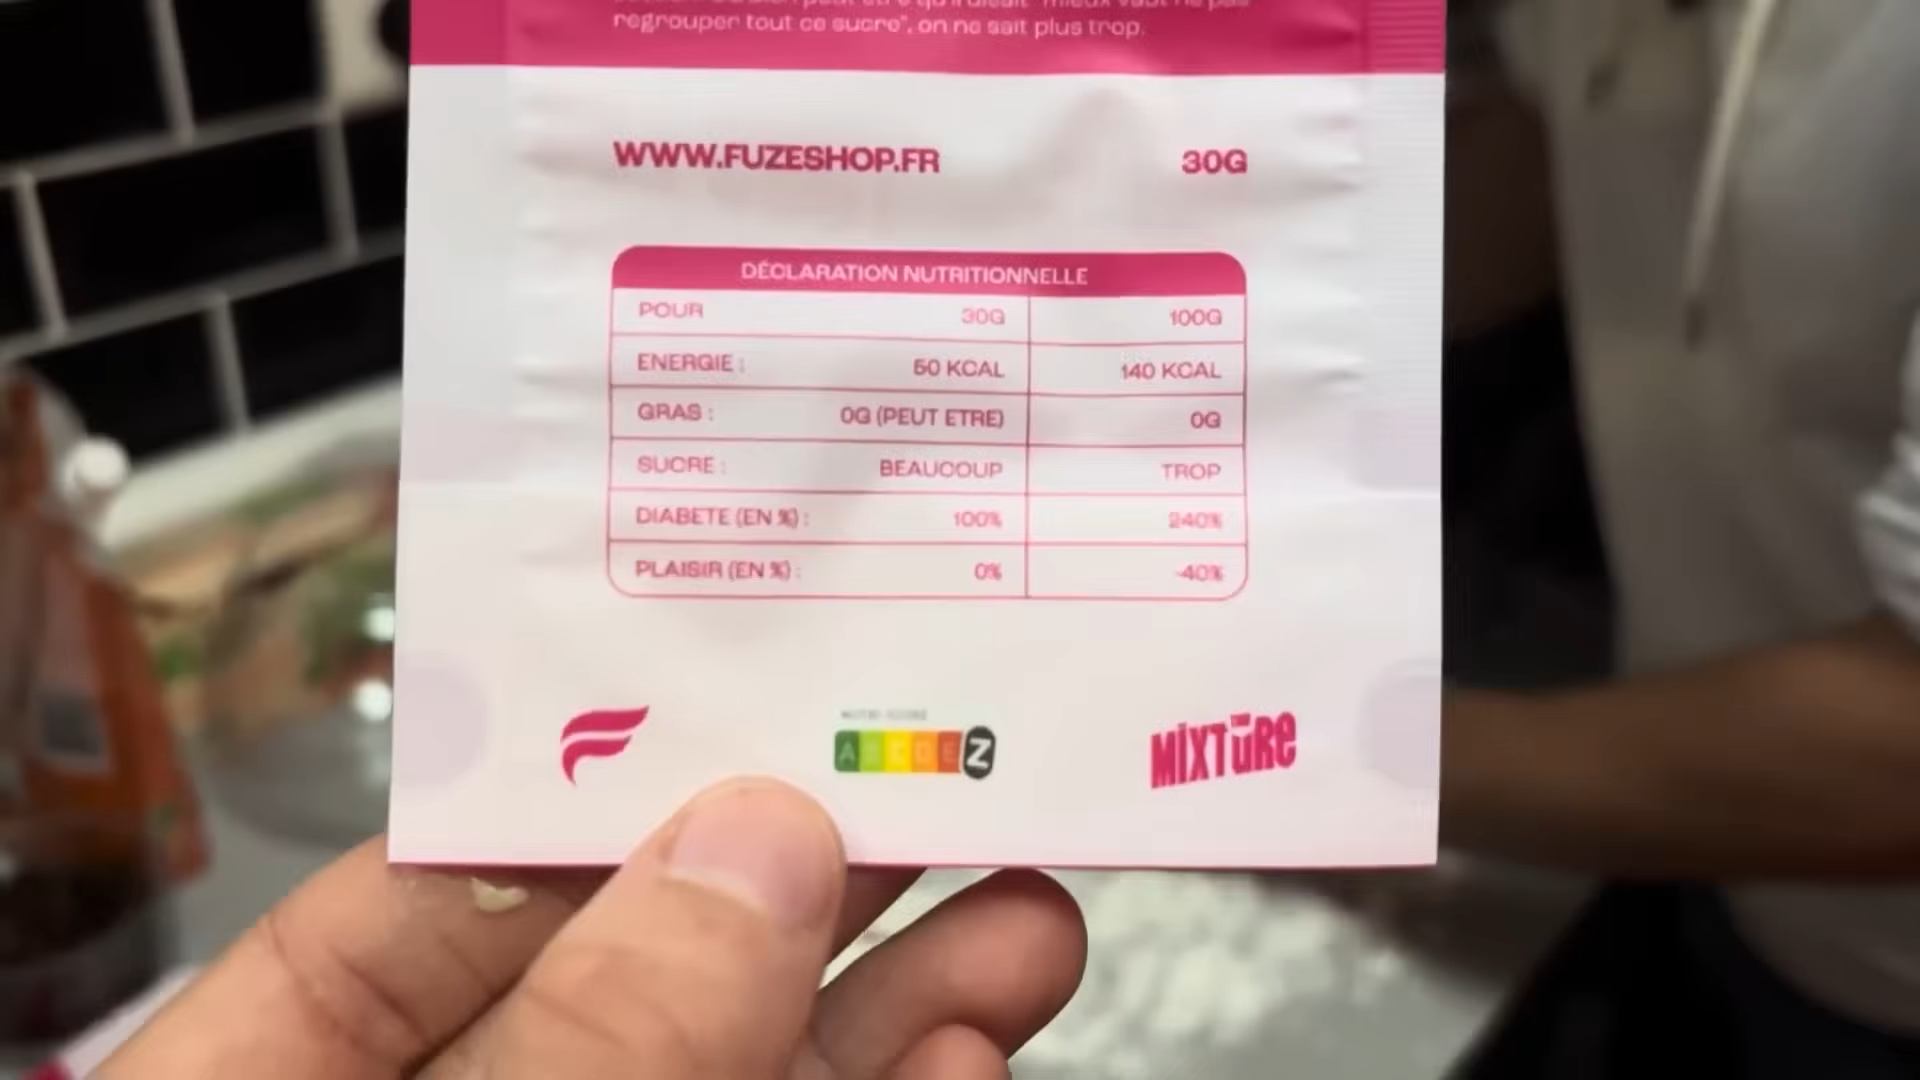 regrouper tout ce sucre", on ne sait plus trop.
WWW.FUZESHOP.FR 30G
DÉCLARATION NUTRITIONNELLE
POUR 30G 100G
ENERGIE : 50 KCAL 140 KCAL
GRAS : 0G (PEUT ETRE) 0G
SUCRE : BEAUCOUP TROP
DIABETE (EN %) : 100% 240%
PLAISIR (EN %) : 0% -40%
NUTRI-SCORE
A B C D E Z
MIXTURE